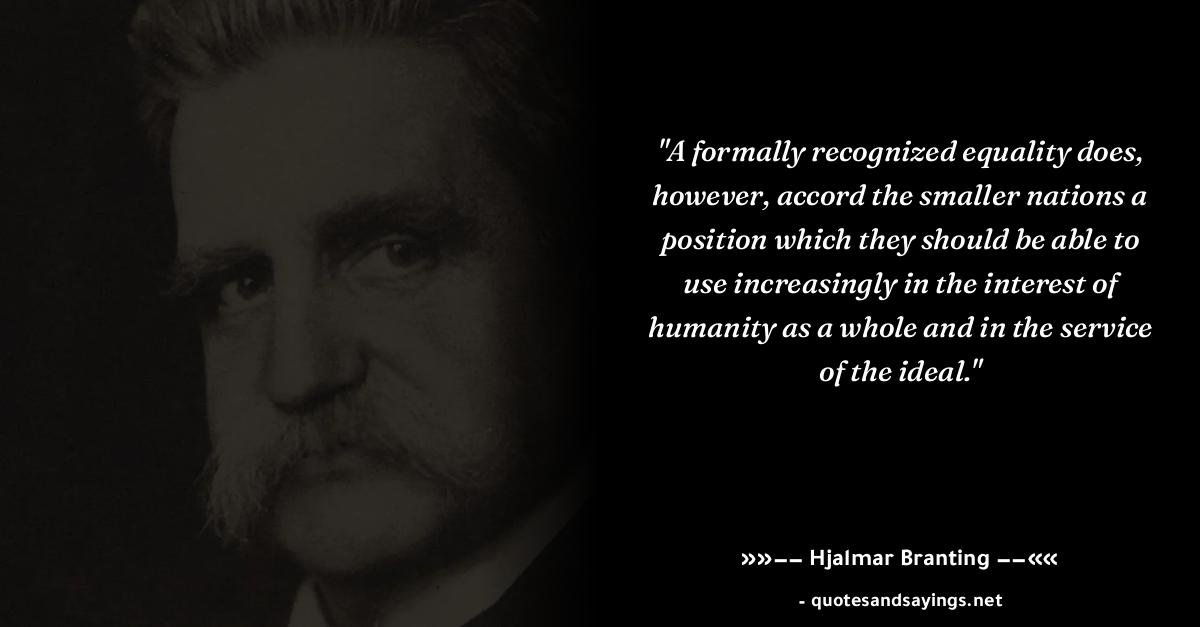 "A formally recognized equality does,
however, accord the smaller nations a
position which they should be able to
use increasingly in the interest of
humanity as a whole and in the service
of the ideal."
»»−− Hjalmar Branting −−««
- quotesandsayings.net